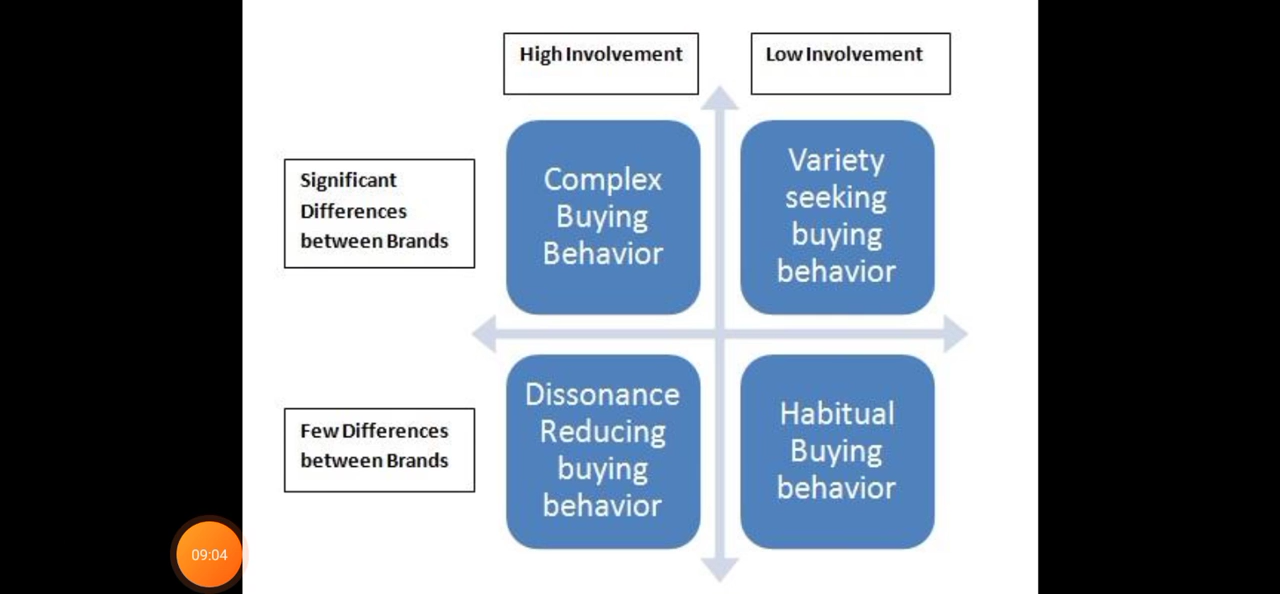 High Involvement
Low Involvement
Significant
Differences
between Brands
Complex
Buying
Behavior
Variety
seeking
buying
behavior
Few Differences
between Brands
Dissonance
Reducing
buying
behavior
Habitual
Buying
behavior
09:04